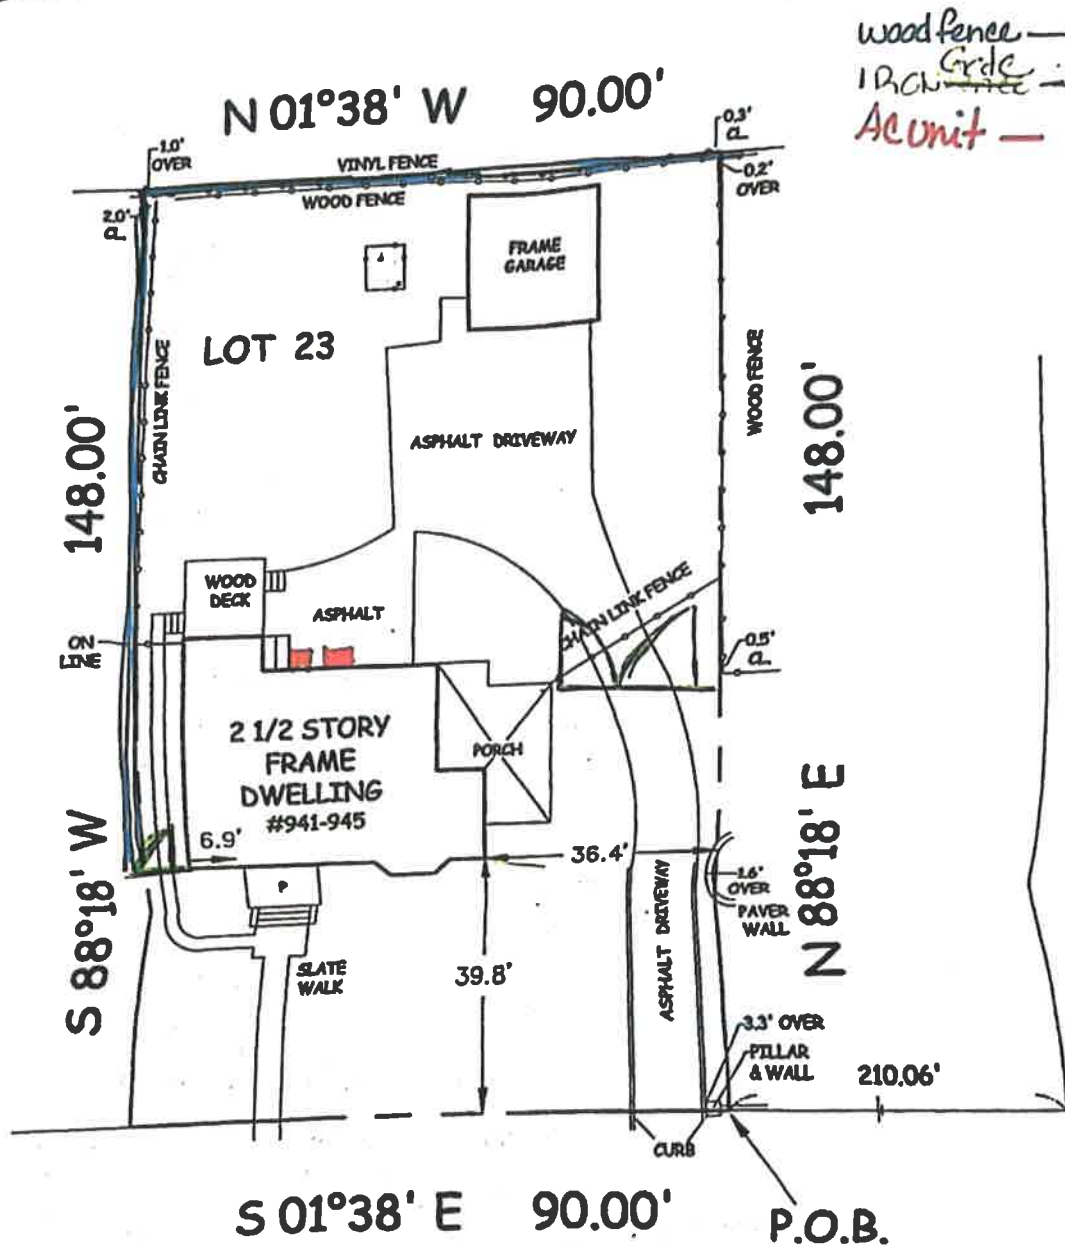 wood fence —
IRON Grdc —
AC unit —
N 01°38' W 90.00'
0.3'
CL
1.0'
OVER
VINYL FENCE
WOOD FENCE
0.2'
OVER
2.0'
CL
FRAME
GARAGE
LOT 23
CHAIN LINK FENCE
WOOD FENCE
148.00'
148.00'
ASPHALT DRIVEWAY
WOOD
DECK
ASPHALT
CHAIN LINK FENCE
ON
LINE
0.5'
CL
2 1/2 STORY
FRAME
DWELLING
#941-945
PORCH
6.9'
36.4'
S 88°18' W
N 88°18' E
1.6'
OVER
PAVER
WALL
P
ASPHALT DRIVEWAY
SLATE
WALK
39.8'
3.3' OVER
PILLAR
& WALL
210.06'
CURB
S 01°38' E 90.00'
P.O.B.